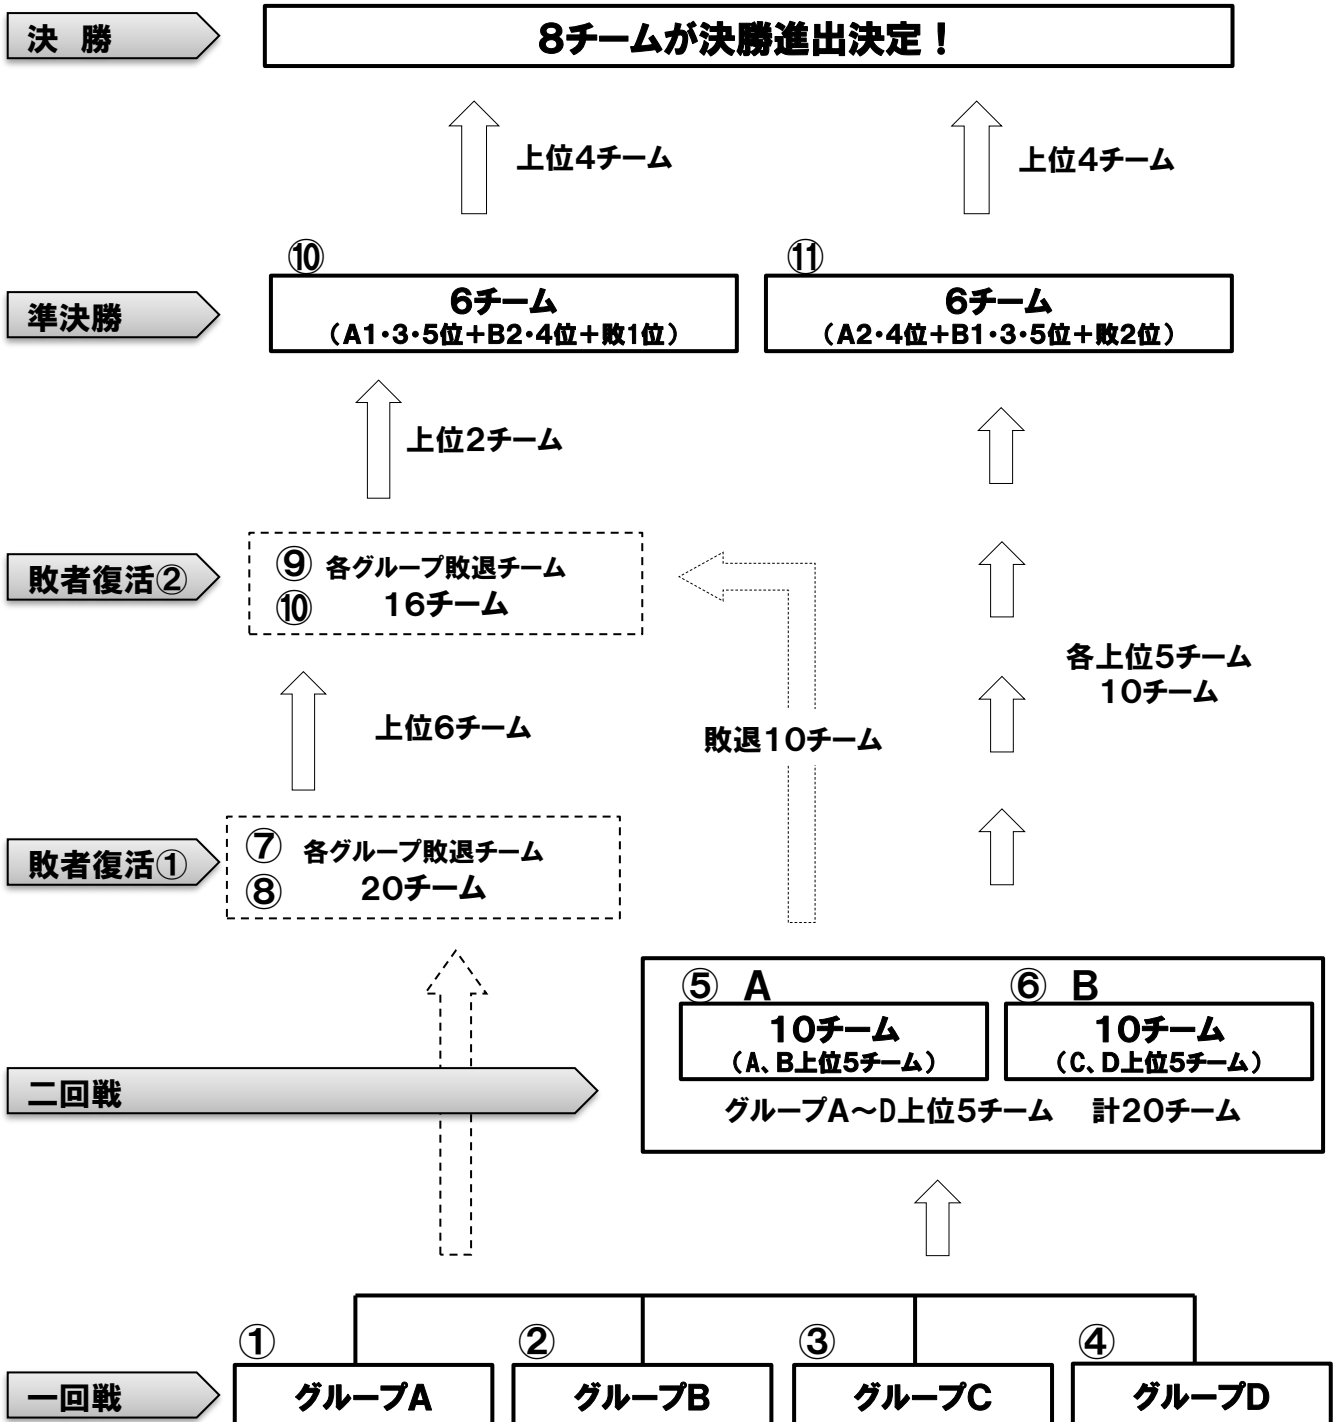 決 勝
8チームが決勝進出決定！
上位4チーム
上位4チーム
⑩
⑪
準決勝
6チーム
（A1・3・5位＋B2・4位＋敗1位）
6チーム
（A2・4位＋B1・3・5位＋敗2位）
上位2チーム
敗者復活②
⑨ 各グループ敗退チーム
⑩ 16チーム
各上位5チーム
10チーム
上位6チーム
敗退10チーム
敗者復活①
⑦ 各グループ敗退チーム
⑧ 20チーム
⑤ A
⑥ B
10チーム
（A、B上位5チーム）
10チーム
（C、D上位5チーム）
二回戦
グループA～D上位5チーム　計20チーム
①
②
③
④
一回戦
グループA
グループB
グループC
グループD